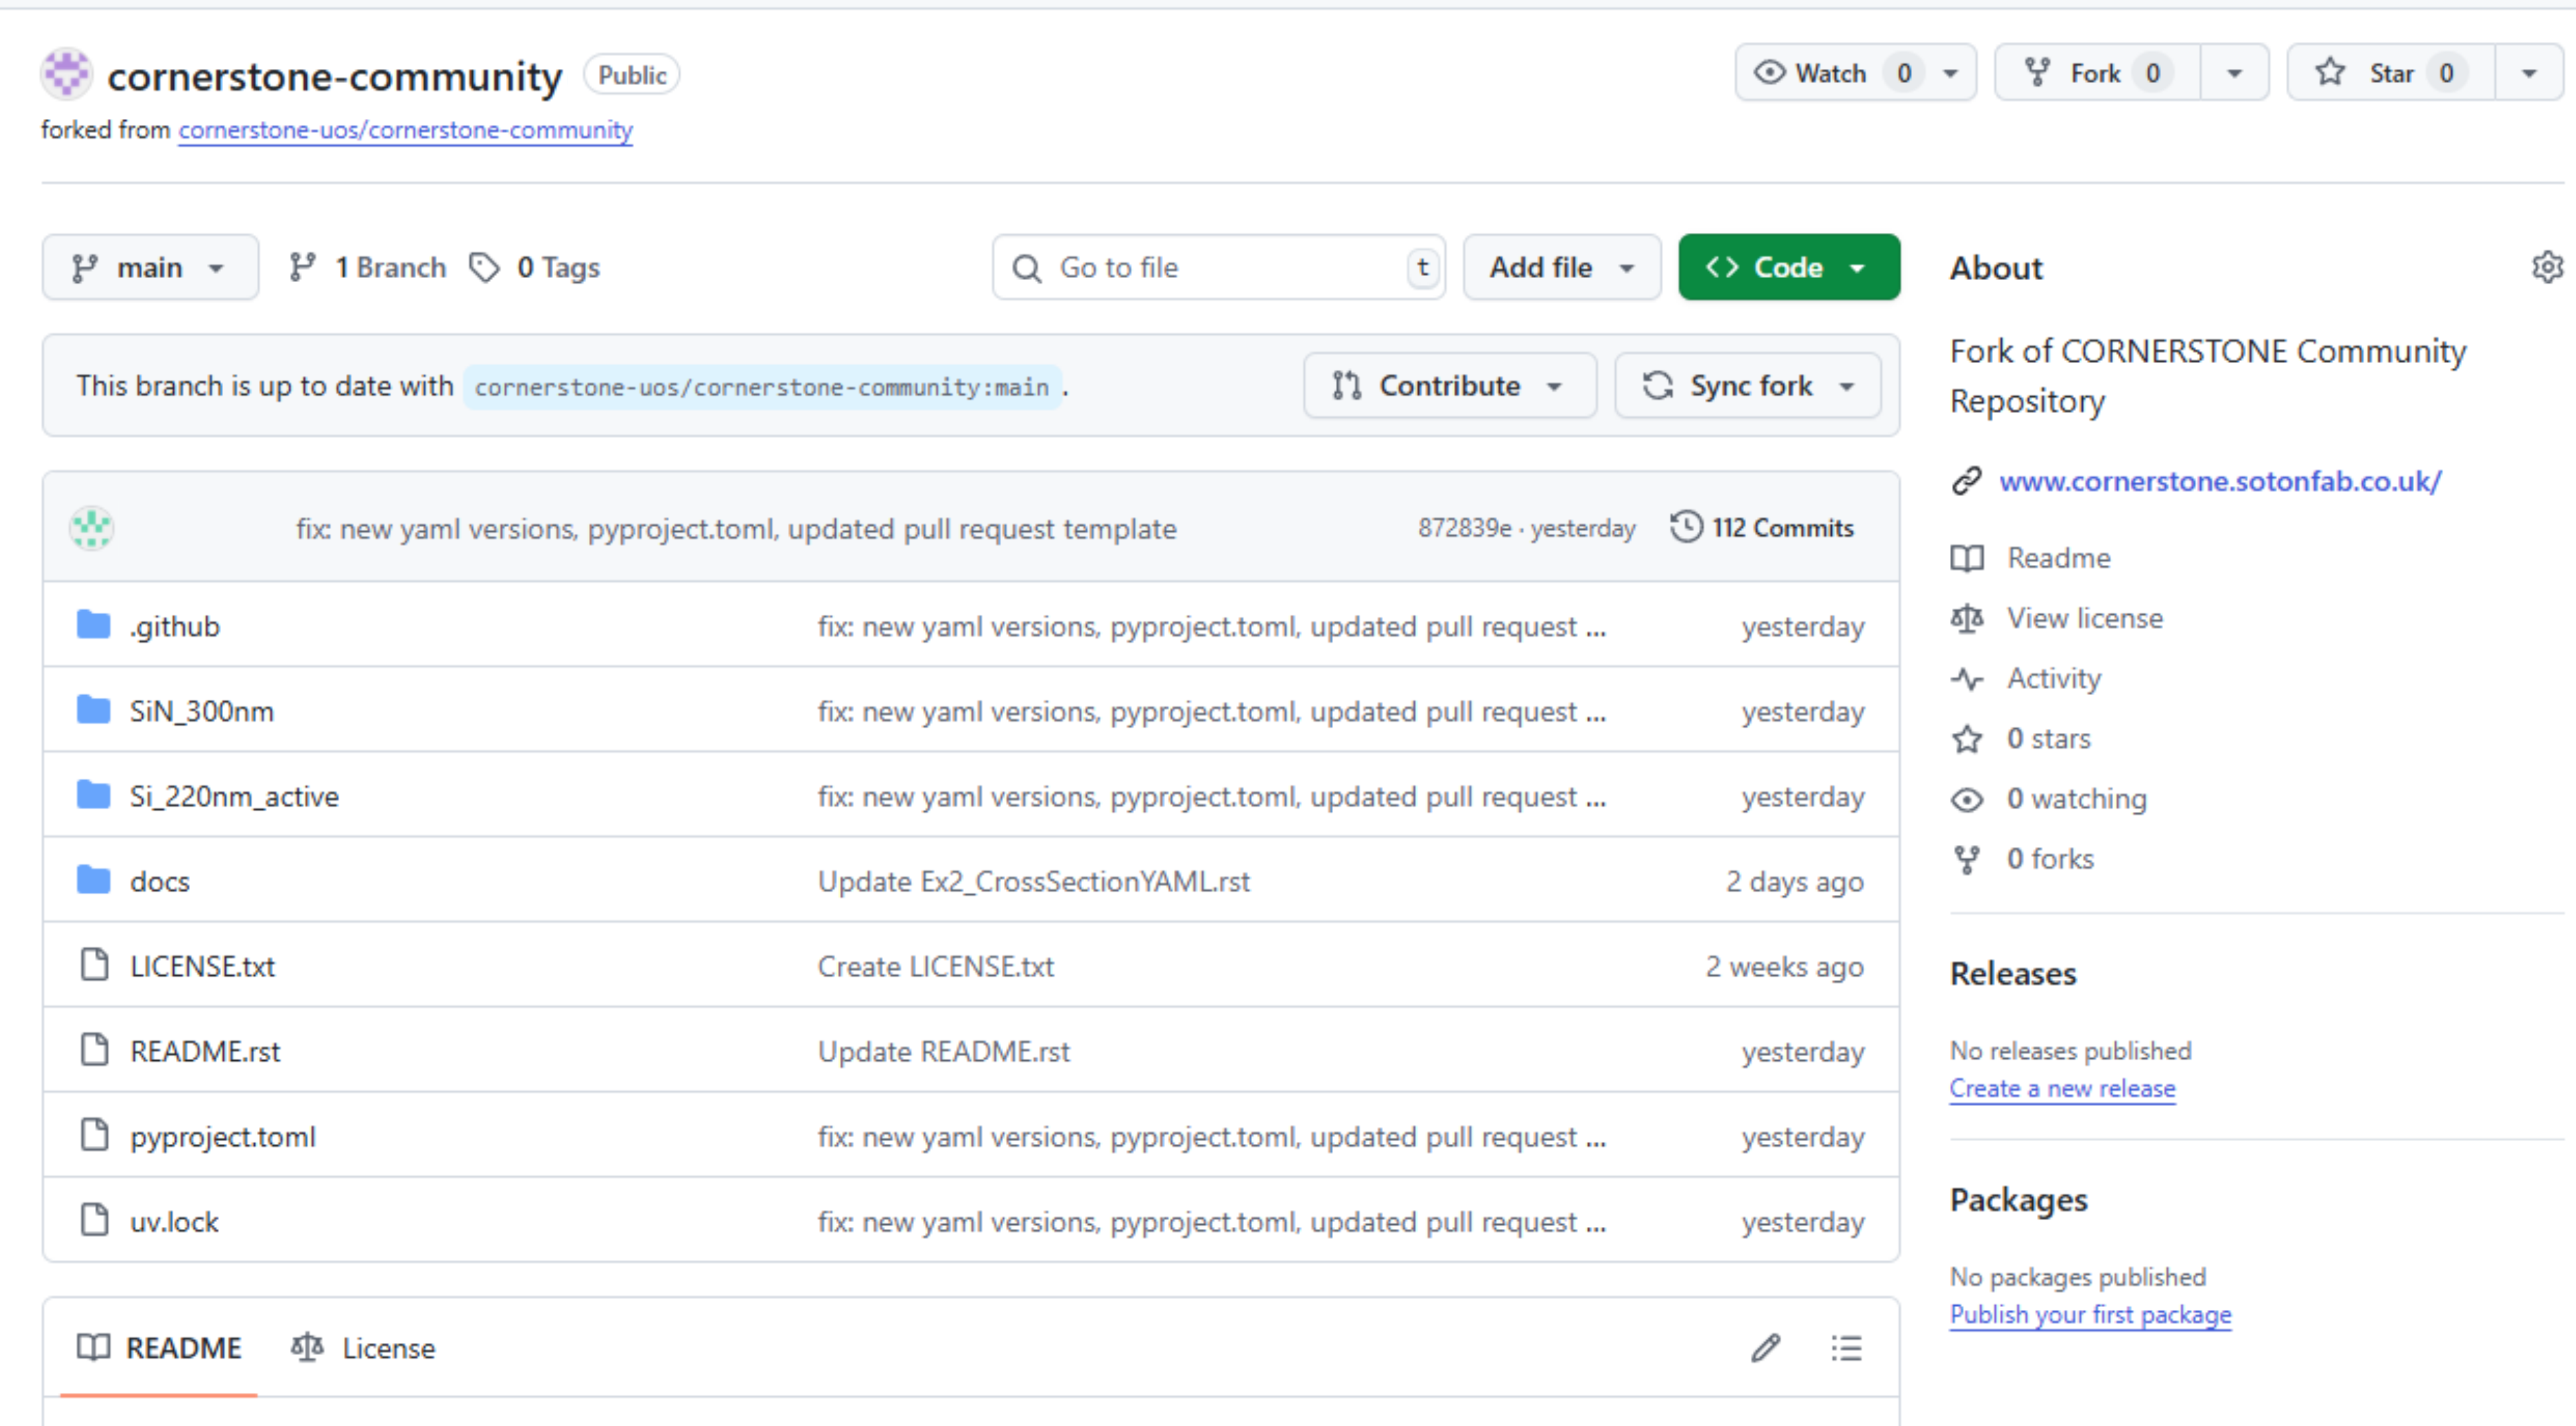 cornerstone-community Public
Watch 0 Fork 0 Star 0
forked from cornerstone-uos/cornerstone-community
main 1 Branch 0 Tags Go to file t Add file Code
This branch is up to date with cornerstone-uos/cornerstone-community:main . Contribute Sync fork
fix: new yaml versions, pyproject.toml, updated pull request template 872839e · yesterday 112 Commits
.github fix: new yaml versions, pyproject.toml, updated pull request ... yesterday
SiN_300nm fix: new yaml versions, pyproject.toml, updated pull request ... yesterday
Si_220nm_active fix: new yaml versions, pyproject.toml, updated pull request ... yesterday
docs Update Ex2_CrossSectionYAML.rst 2 days ago
LICENSE.txt Create LICENSE.txt 2 weeks ago
README.rst Update README.rst yesterday
pyproject.toml fix: new yaml versions, pyproject.toml, updated pull request ... yesterday
uv.lock fix: new yaml versions, pyproject.toml, updated pull request ... yesterday
README License
About
Fork of CORNERSTONE Community
Repository
www.cornerstone.sotonfab.co.uk/
Readme
View license
Activity
0 stars
0 watching
0 forks
Releases
No releases published
Create a new release
Packages
No packages published
Publish your first package